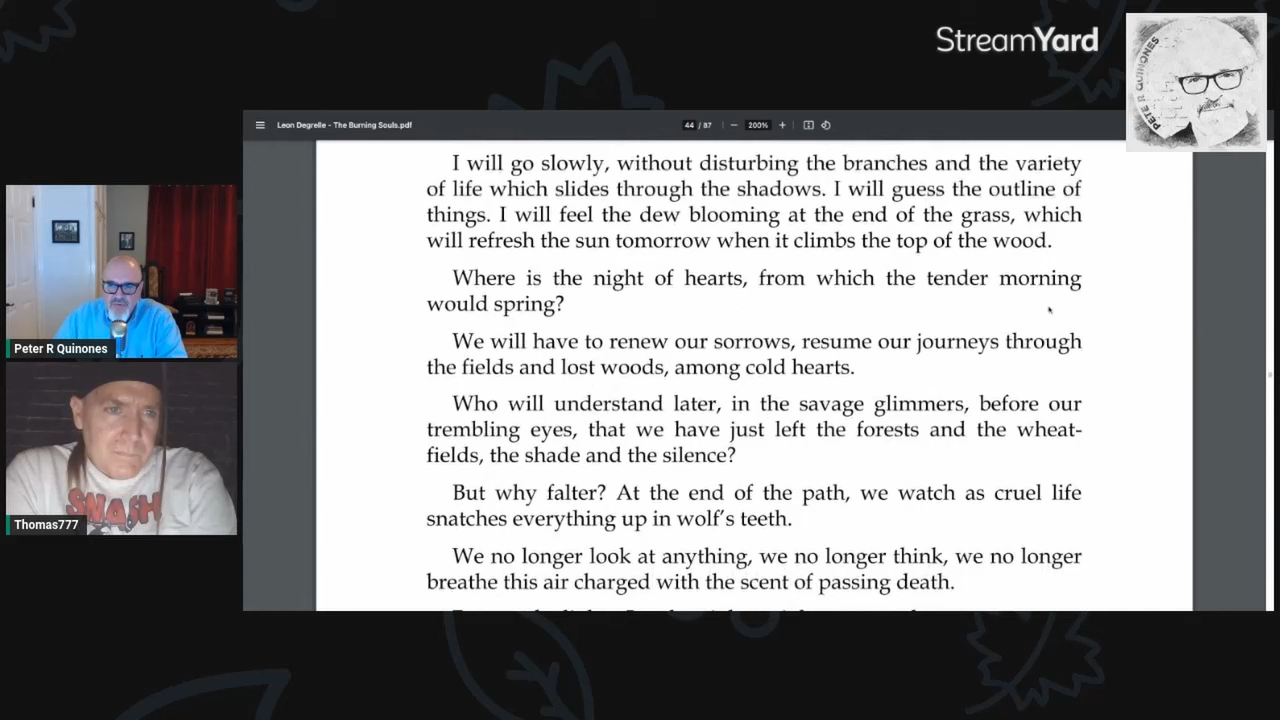 StreamYard
PETER R QUINONES
Leon Degrelle - The Burning Souls.pdf
44 / 87
200%
I will go slowly, without disturbing the branches and the variety
of life which slides through the shadows. I will guess the outline of
things. I will feel the dew blooming at the end of the grass, which
will refresh the sun tomorrow when it climbs the top of the wood.
Where is the night of hearts, from which the tender morning
would spring?
We will have to renew our sorrows, resume our journeys through
the fields and lost woods, among cold hearts.
Who will understand later, in the savage glimmers, before our
trembling eyes, that we have just left the forests and the wheat-
fields, the shade and the silence?
But why falter? At the end of the path, we watch as cruel life
snatches everything up in wolf's teeth.
We no longer look at anything, we no longer think, we no longer
breathe this air charged with the scent of passing death.
Peter R Quinones
SMASH
Thomas777